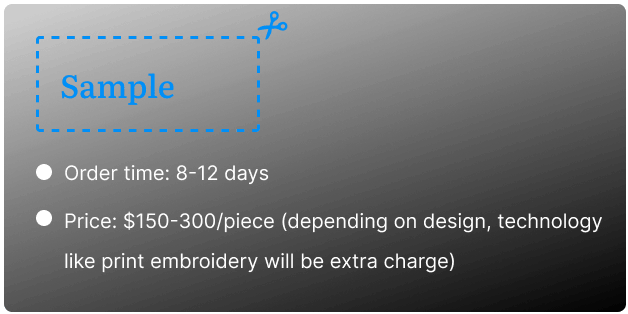 Sample
Order time: 8-12 days
Price: $150-300/piece (depending on design, technology
like print embroidery will be extra charge)